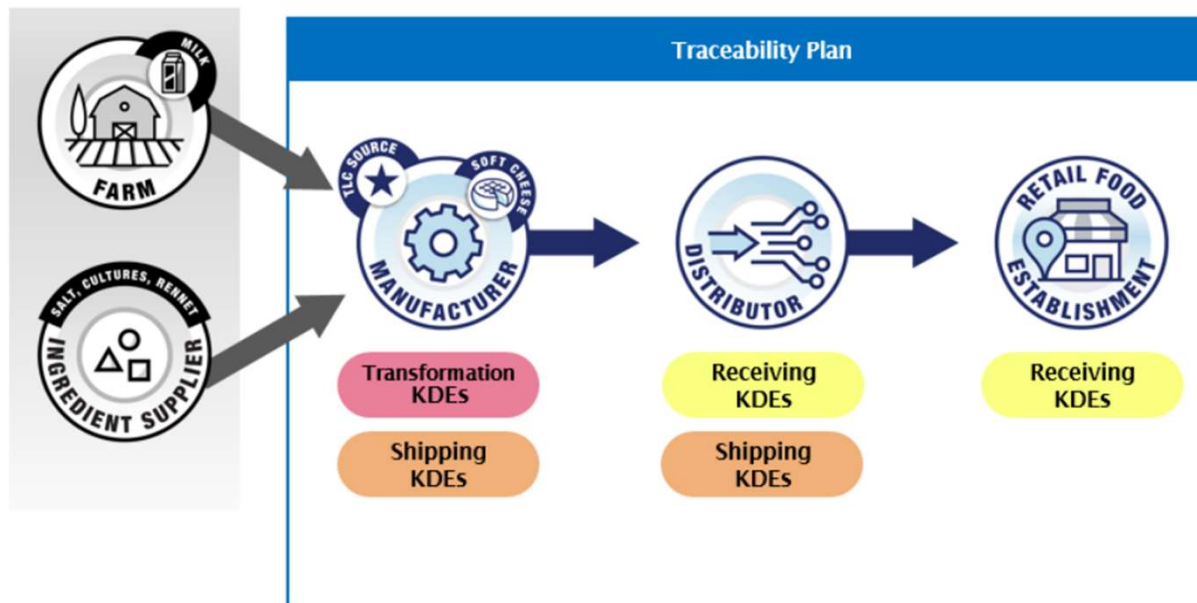 Traceability Plan
MILK
FARM
SALT, CULTURES, RENNET
INGREDIENT SUPPLIER
TLC SOURCE
SOFT CHEESE
MANUFACTURER
DISTRIBUTOR
RETAIL FOOD
ESTABLISHMENT
Transformation
KDEs
Shipping
KDEs
Receiving
KDEs
Shipping
KDEs
Receiving
KDEs